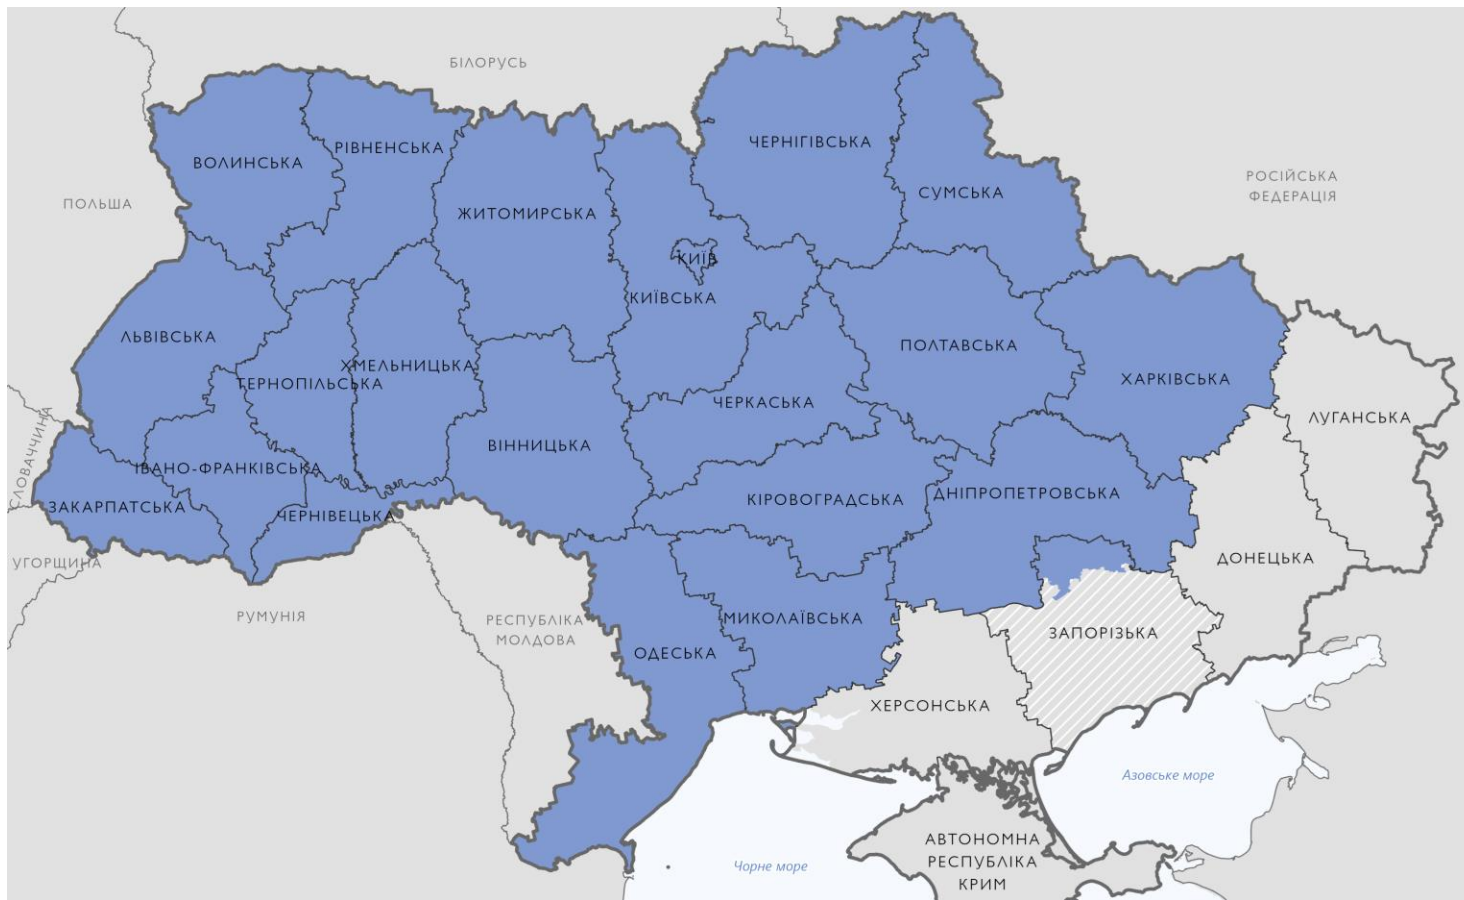 БІЛОРУСЬ
ЧЕРНІГІВСЬКА
РІВНЕНСЬКА
ВОЛИНСЬКА
РОСІЙСЬКА
ФЕДЕРАЦІЯ
СУМСЬКА
ПОЛЬША
ЖИТОМИРСЬКА
КИЇВ
КИЇВСЬКА
ЛЬВІВСЬКА
ПОЛТАВСЬКА
ХМЕЛЬНИЦЬКА
ТЕРНОПІЛЬСЬКА
ХАРКІВСЬКА
ЧЕРКАСЬКА
ЛУГАНСЬКА
ВІННИЦЬКА
СЛОВАЧЧИНА
ІВАНО-ФРАНКІВСЬКА
ДНІПРОПЕТРОВСЬКА
КІРОВОГРАДСЬКА
ЗАКАРПАТСЬКА
ЧЕРНІВЕЦЬКА
ДОНЕЦЬКА
УГОРЩИНА
РУМУНІЯ
РЕСПУБЛІКА
МОЛДОВА
МИКОЛАЇВСЬКА
ЗАПОРІЗЬКА
ОДЕСЬКА
ХЕРСОНСЬКА
Азовське море
АВТОНОМНА
РЕСПУБЛІКА
КРИМ
Чорне море